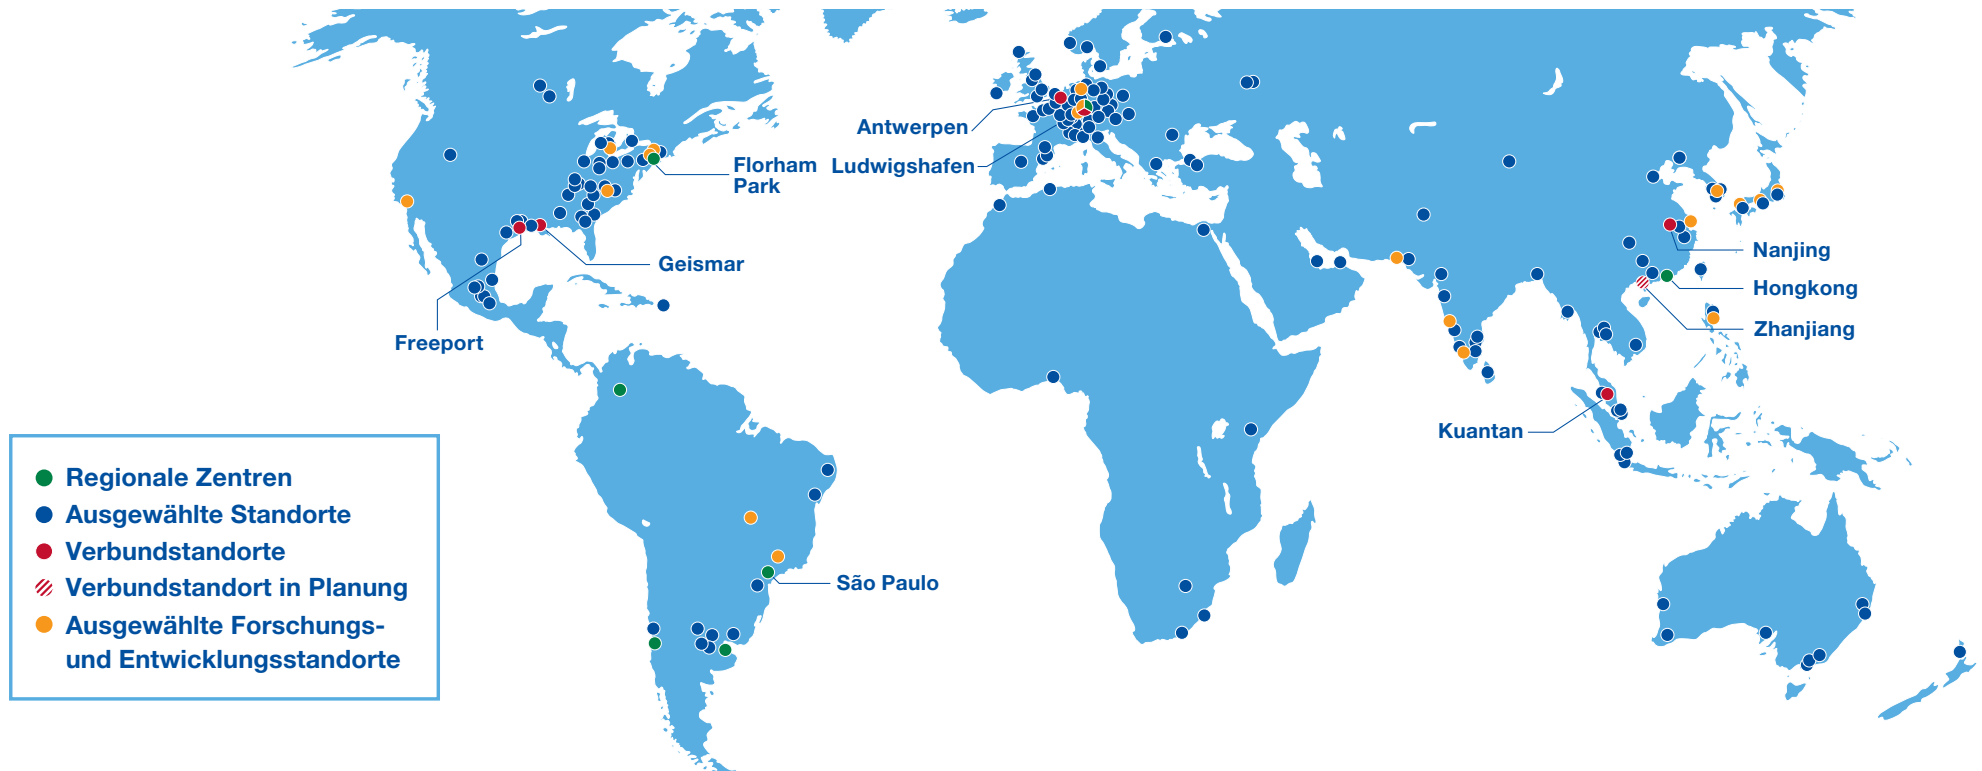 Antwerpen
Ludwigshafen
Florham
Park
Geismar
Freeport
Nanjing
Hongkong
Zhanjiang
Kuantan
São Paulo
Regionale Zentren
Ausgewählte Standorte
Verbundstandorte
Verbundstandort in Planung
Ausgewählte Forschungs-
und Entwicklungsstandorte